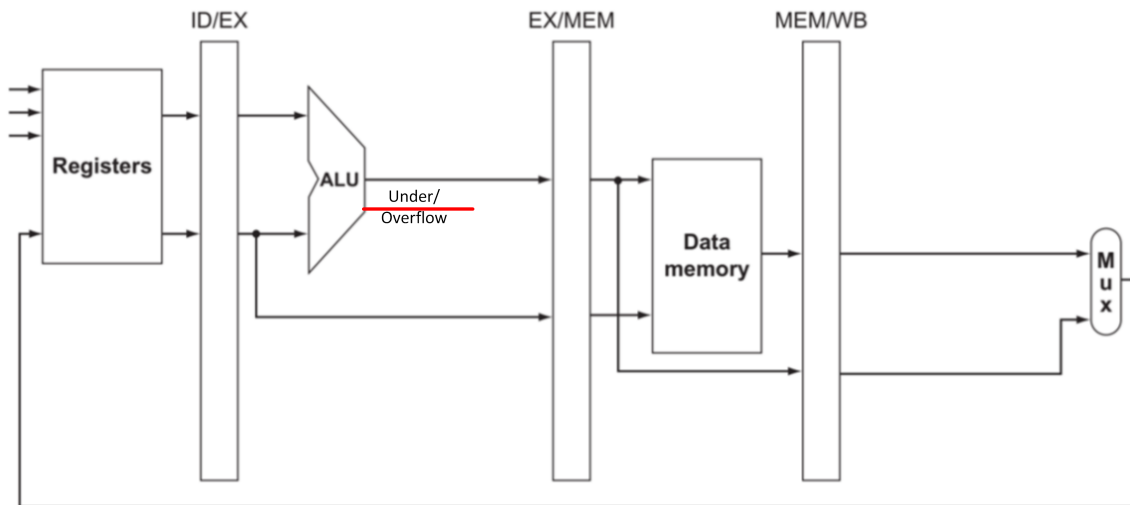 ID/EX
EX/MEM
MEM/WB
Registers
ALU
Under/
Overflow
Data
memory
M
u
x